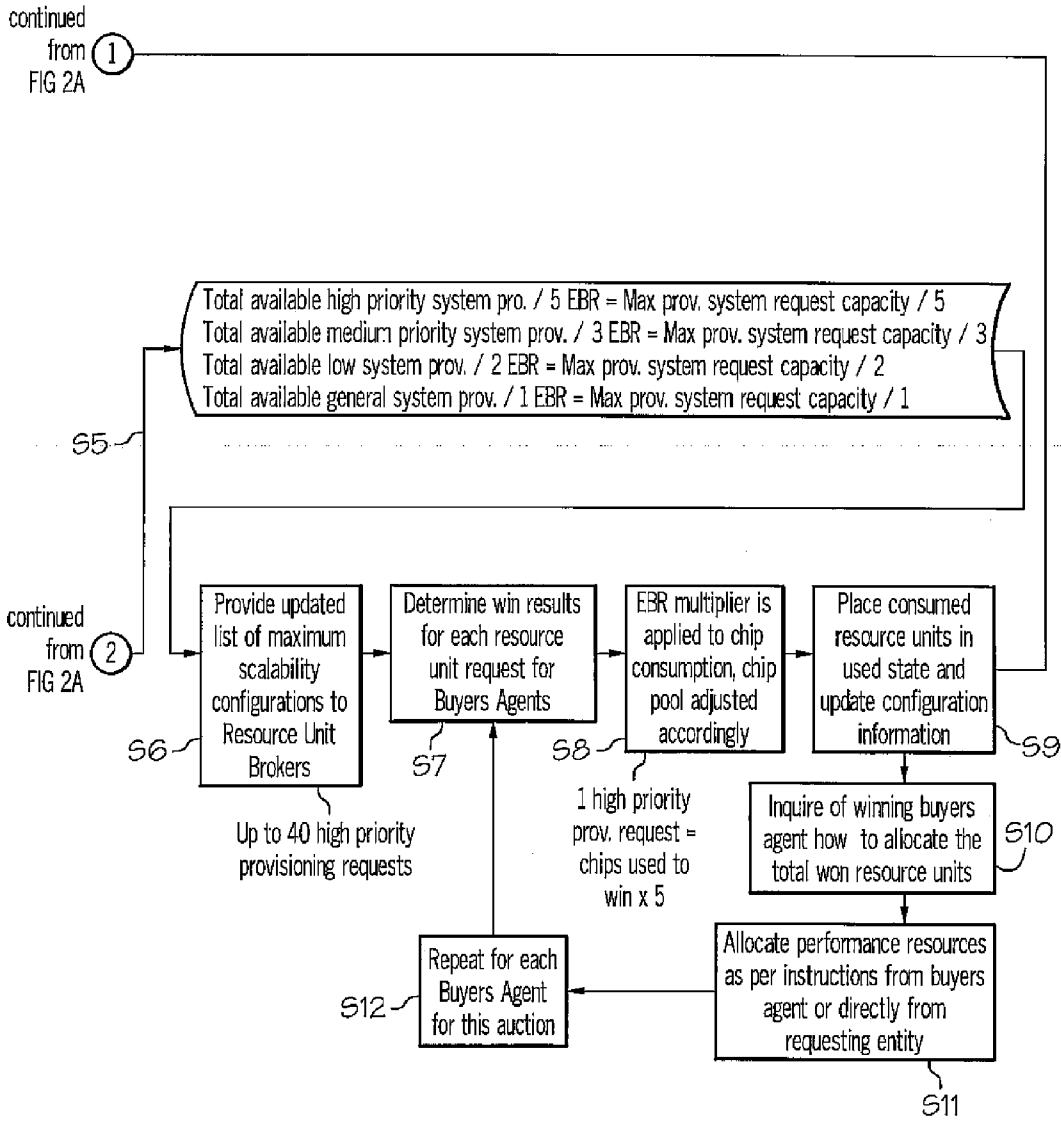 continued
from
FIG 2A
1
Total available high priority system pro. / 5 EBR = Max prov. system request capacity / 5
Total available medium priority system prov. / 3 EBR = Max prov. system request capacity / 3
Total available low system prov. / 2 EBR = Max prov. system request capacity / 2
Total available general system prov. / 1 EBR = Max prov. system request capacity / 1
S5
continued
from
FIG 2A
2
Provide updated
list of maximum
scalability
configurations to
Resource Unit
Brokers
S6
Up to 40 high priority
provisioning requests
Determine win results
for each resource
unit request for
Buyers Agents
S7
EBR multiplier is
applied to chip
consumption, chip
pool adjusted
accordingly
S8
1 high priority
prov. request =
chips used to
win x 5
Place consumed
resource units in
used state and
update configuration
information
S9
Inquire of winning buyers
agent how to allocate the
total won resource units
S10
Allocate performance resources
as per instructions from buyers
agent or directly from
requesting entity
S11
Repeat for each
Buyers Agent
for this auction
S12